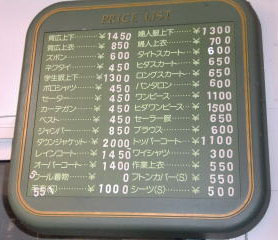 PRICE LIST
背広上下 ¥1450
背広上衣 ¥850
ズボン ¥600
ネクタイ ¥450
学生服上下 ¥1300
ポロシャツ ¥450
セーター ¥450
カーデガン ¥450
ベスト ¥450
ジャンパー ¥850
ダウンジャケット ¥2000
レインコート ¥1450
オーバーコート ¥1400
ウール着物 ¥0
¥1000
55
婦人服上下 ¥1300
婦人上衣 ¥700
タイトスカート ¥600
ヒダスカート ¥650
ロングスカート ¥650
パンタロン ¥600
ワンピース ¥1100
ヒダワンピース ¥1500
セーラー服 ¥650
ブラウス ¥600
トッパーコート ¥1100
ワイシャツ ¥300
作業上衣 ¥550
フトンカバー(S) ¥550
シーツ(S) ¥500